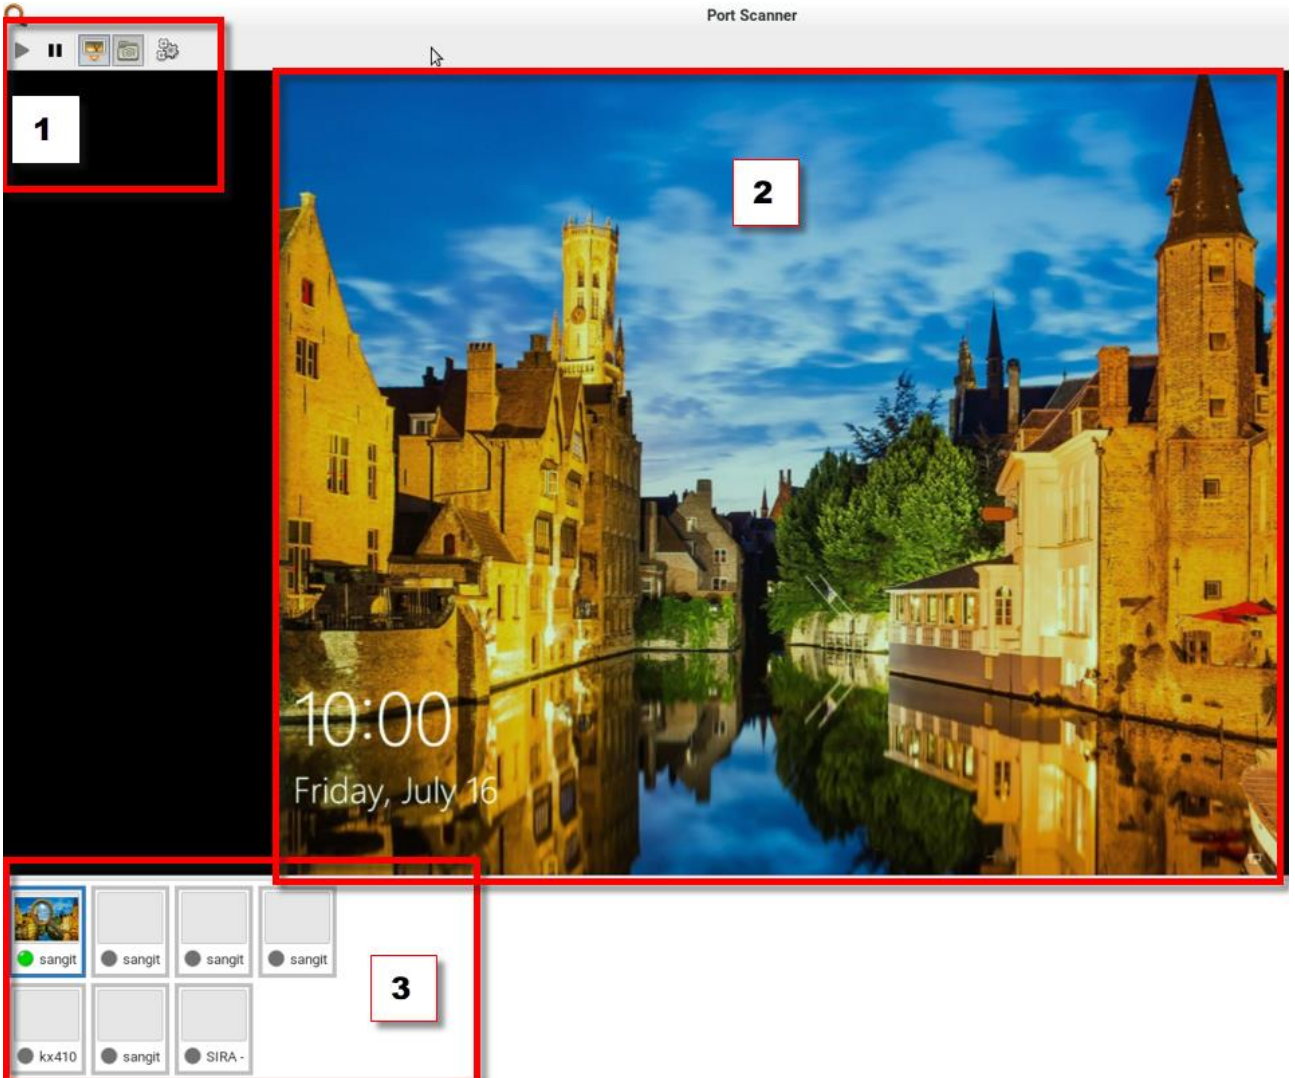 Port Scanner
1
2
10:00
Friday, July 16
sangit
sangit
sangit
sangit
3
kx410
sangit
SIRA -